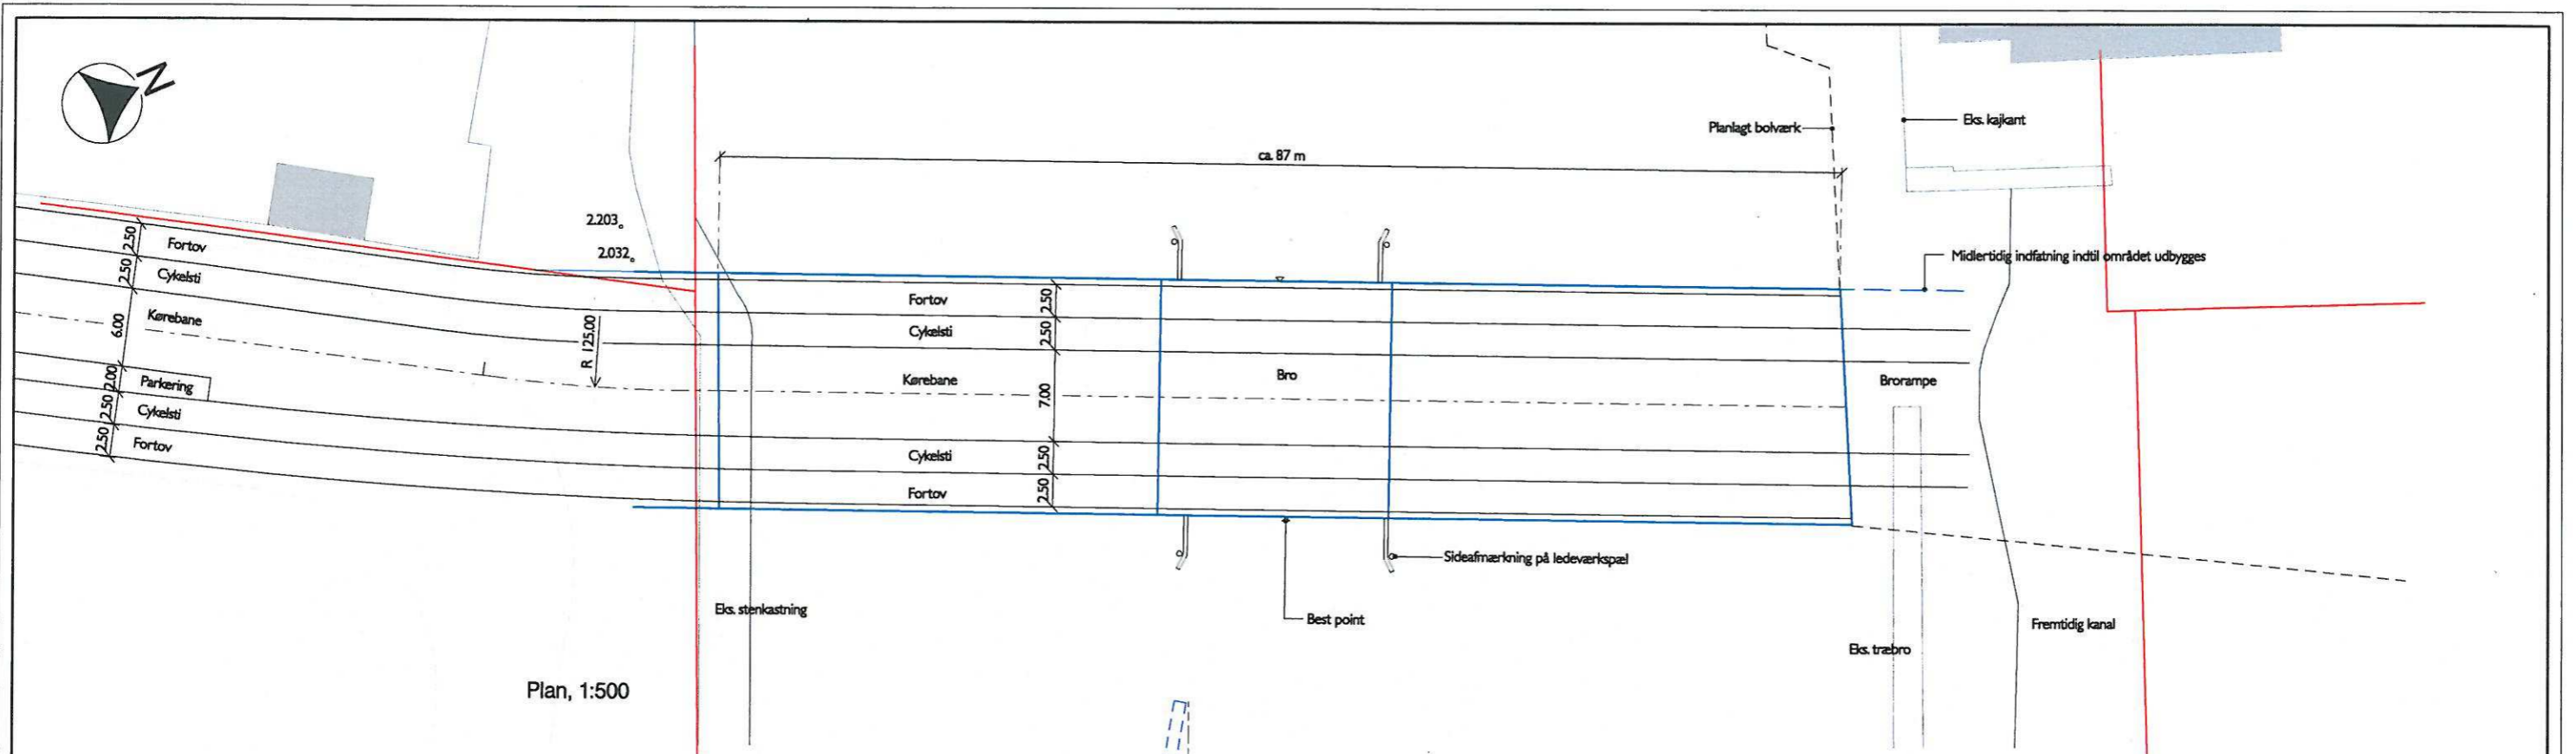 N
Planlagt bolværk
Eks. kajkant
ca. 87 m
2.203
2.032
Midlertidig indfatning indtil området udbygges
2.50
Fortov
2.50
Cykelsti
6.00
Kørebane
2.00
Parkering
2.50
Cykelsti
2.50
Fortov
R 125.00
Fortov
2.50
Cykelsti
2.50
Kørebane
7.00
Bro
Brorampe
Cykelsti
2.50
Fortov
2.50
Sideafmærkning på ledeværkspæl
Eks. stenkastning
Best point
Fremtidig kanal
Eks. træbro
Plan, 1:500